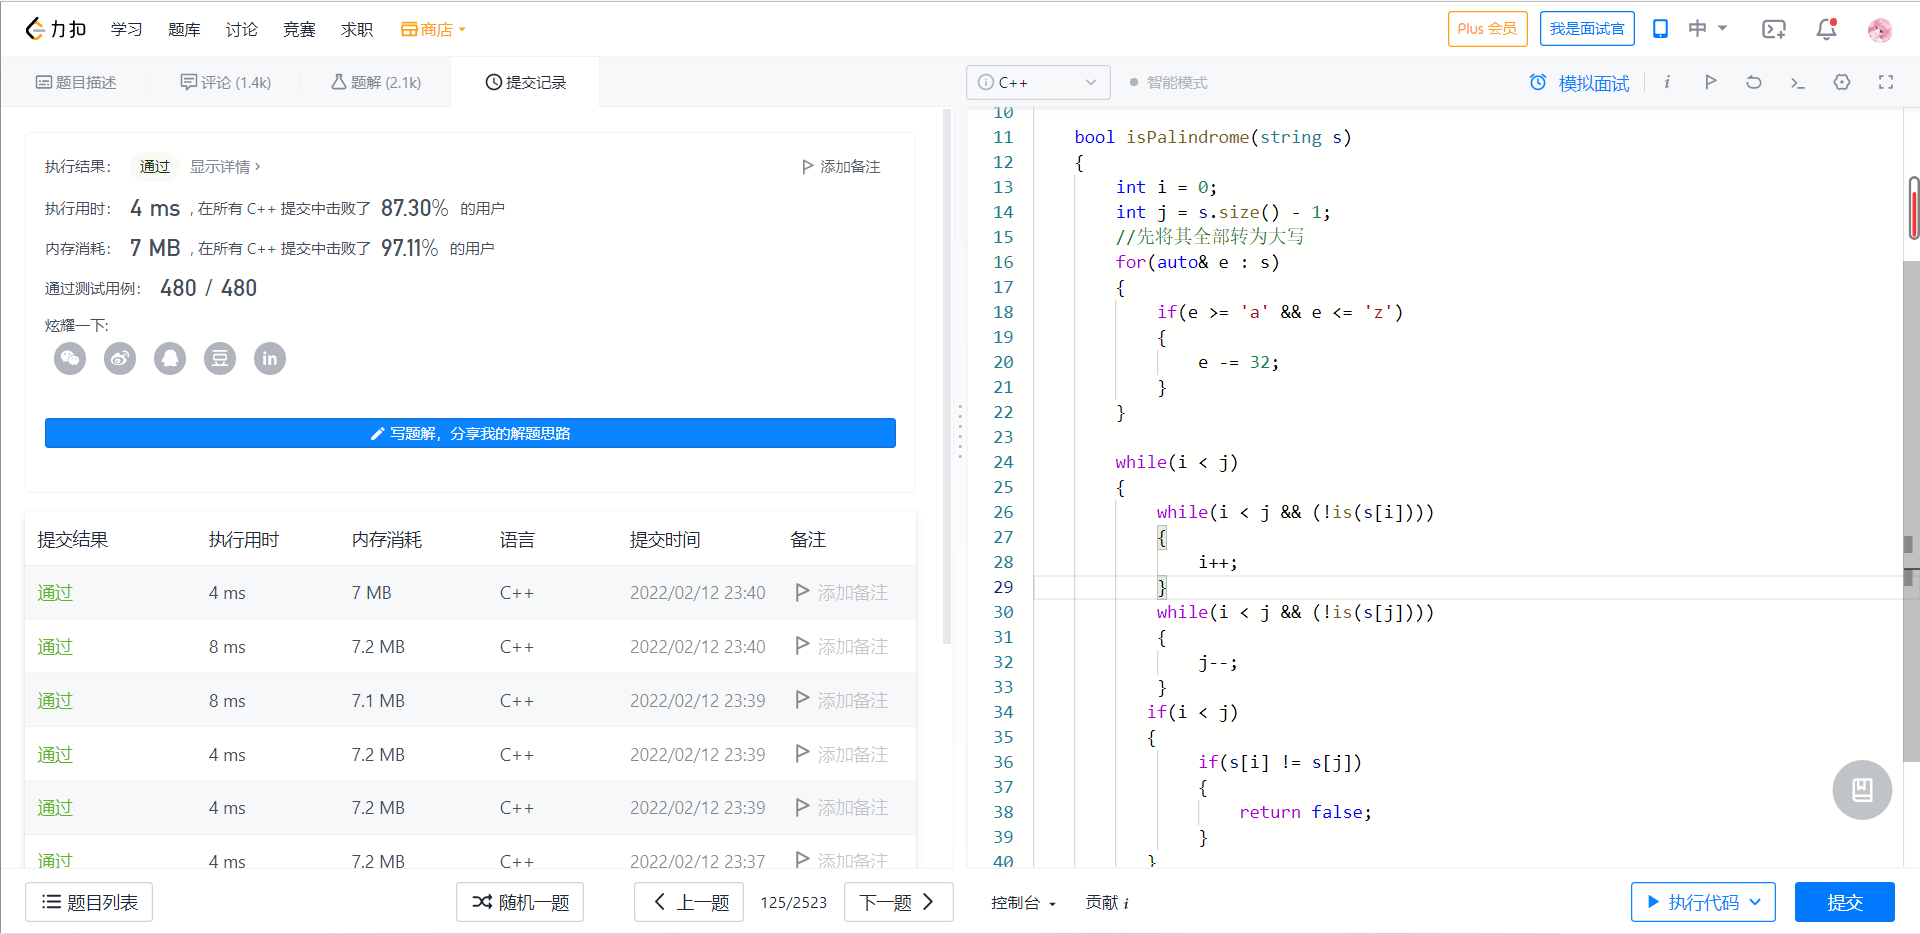 力扣 学习 题库 讨论 竞赛 求职 商店 Plus 会员 我是面试官 中
题目描述 评论 (1.4k) 题解 (2.1k) 提交记录
执行结果： 通过 显示详情 › 添加备注
执行用时： 4 ms , 在所有 C++ 提交中击败了 87.30% 的用户
内存消耗： 7 MB , 在所有 C++ 提交中击败了 97.11% 的用户
通过测试用例： 480 / 480
炫耀一下:
豆 in
写题解，分享我的解题思路
提交结果 执行用时 内存消耗 语言 提交时间 备注
通过 4 ms 7 MB C++ 2022/02/12 23:40 添加备注
通过 8 ms 7.2 MB C++ 2022/02/12 23:40 添加备注
通过 8 ms 7.1 MB C++ 2022/02/12 23:39 添加备注
通过 4 ms 7.2 MB C++ 2022/02/12 23:39 添加备注
通过 4 ms 7.2 MB C++ 2022/02/12 23:39 添加备注
通过 4 ms 7.2 MB C++ 2022/02/12 23:37 添加备注
C++ 智能模式 模拟面试 i
10
11 bool isPalindrome(string s)
12 {
13 int i = 0;
14 int j = s.size() - 1;
15 //先将其全部转为大写
16 for(auto& e : s)
17 {
18 if(e >= 'a' && e <= 'z')
19 {
20 e -= 32;
21 }
22 }
23
24 while(i < j)
25 {
26 while(i < j && (!is(s[i])))
27 {
28 i++;
29 }
30 while(i < j && (!is(s[j])))
31 {
32 j--;
33 }
34 if(i < j)
35 {
36 if(s[i] != s[j])
37 {
38 return false;
39 }
40 }
题目列表 随机一题 上一题 125/2523 下一题 控制台 贡献 i 执行代码 提交